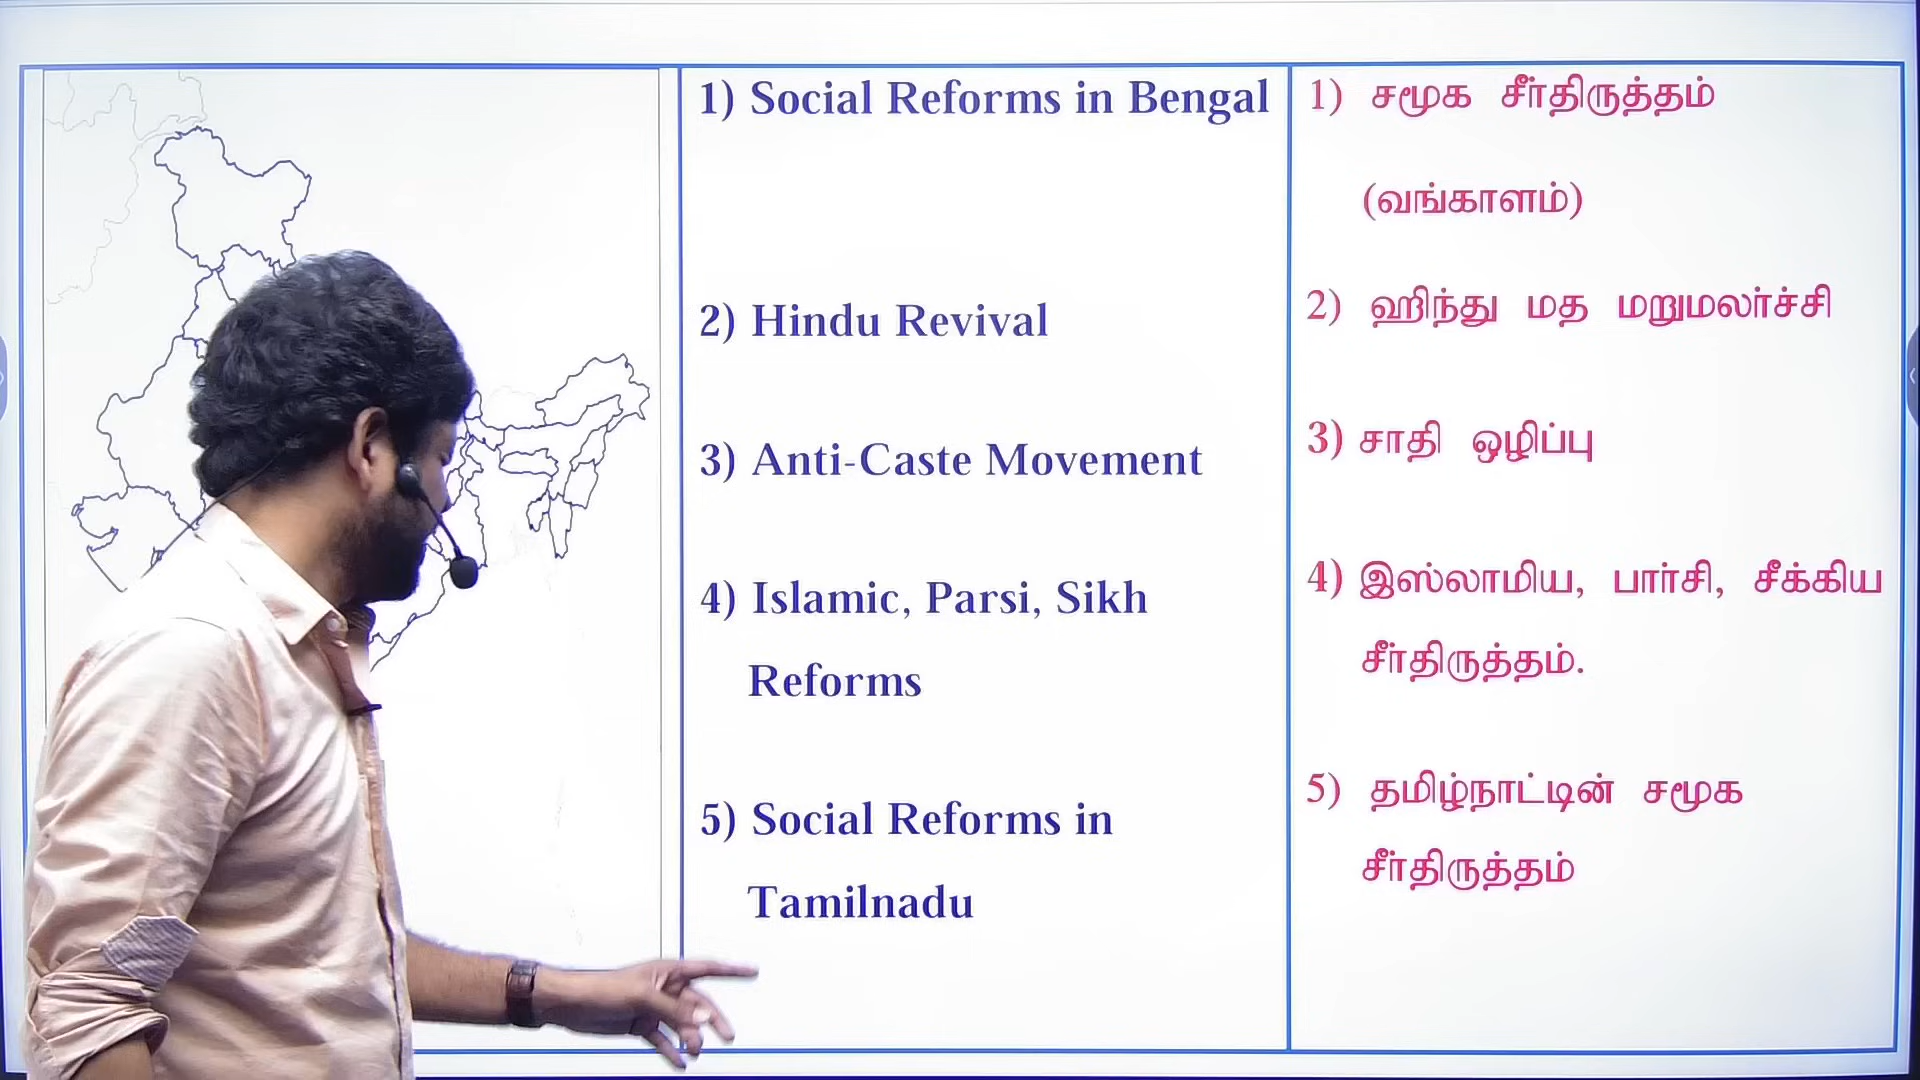 1) Social Reforms in Bengal
2) Hindu Revival
3) Anti-Caste Movement
4) Islamic, Parsi, Sikh
Reforms
5) Social Reforms in
Tamilnadu
1) சமூக சீர்திருத்தம்
(வங்காளம்)
2) ஹிந்து மத மறுமலர்ச்சி
3) சாதி ஒழிப்பு
4) இஸ்லாமிய, பார்சி, சீக்கிய
சீர்திருத்தம்.
5) தமிழ்நாட்டின் சமூக
சீர்திருத்தம்